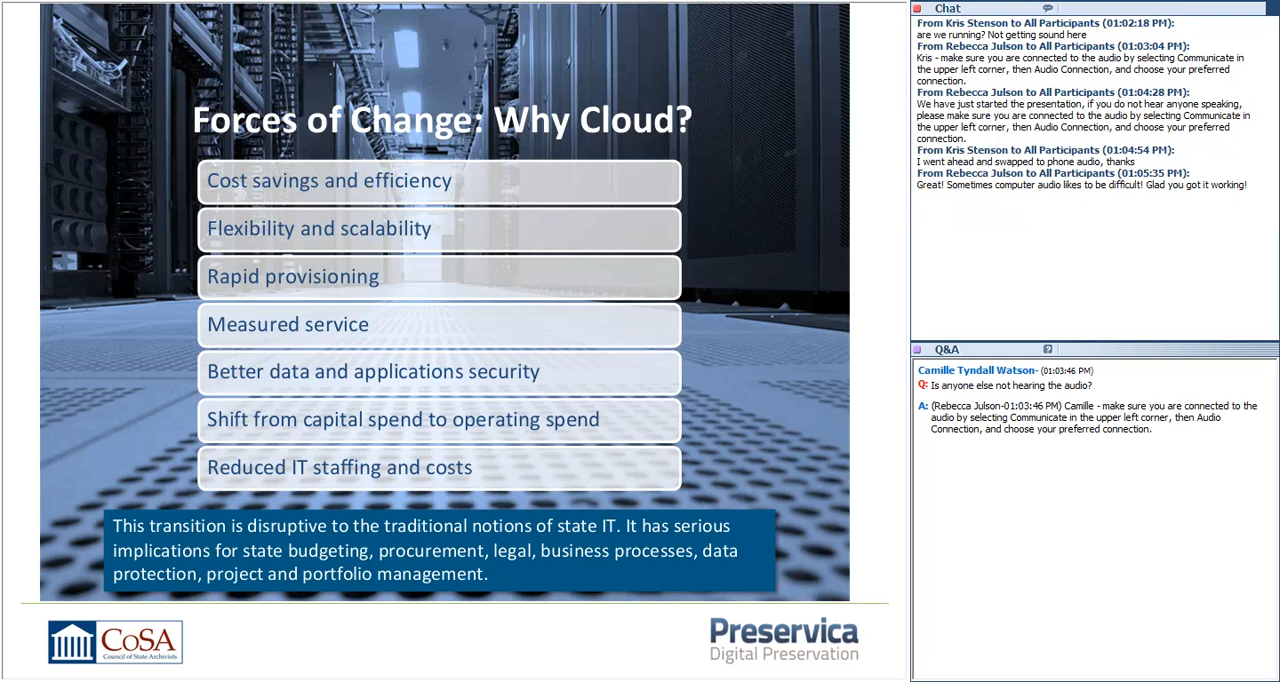 Forces of Change: Why Cloud?
Cost savings and efficiency
Flexibility and scalability
Rapid provisioning
Measured service
Better data and applications security
Shift from capital spend to operating spend
Reduced IT staffing and costs
This transition is disruptive to the traditional notions of state IT. It has serious
implications for state budgeting, procurement, legal, business processes, data
protection, project and portfolio management.
CoSA
Council of State Archivists
Preservica
Digital Preservation
Chat
From Kris Stenson to All Participants (01:02:18 PM):
are we running? Not getting sound here
From Rebecca Julson to All Participants (01:03:04 PM):
Kris - make sure you are connected to the audio by selecting Communicate in
the upper left corner, then Audio Connection, and choose your preferred
connection.
From Rebecca Julson to All Participants (01:04:28 PM):
We have just started the presentation, if you do not hear anyone speaking,
please make sure you are connected to the audio by selecting Communicate in
the upper left corner, then Audio Connection, and choose your preferred
connection.
From Kris Stenson to All Participants (01:04:54 PM):
I went ahead and swapped to phone audio, thanks
From Rebecca Julson to All Participants (01:05:35 PM):
Great! Sometimes computer audio likes to be difficult! Glad you got it working!
Q&A
Camille Tyndall Watson- (01:03:46 PM)
Q: Is anyone else not hearing the audio?
A: (Rebecca Julson-01:03:46 PM) Camille - make sure you are connected to the
audio by selecting Communicate in the upper left corner, then Audio
Connection, and choose your preferred connection.